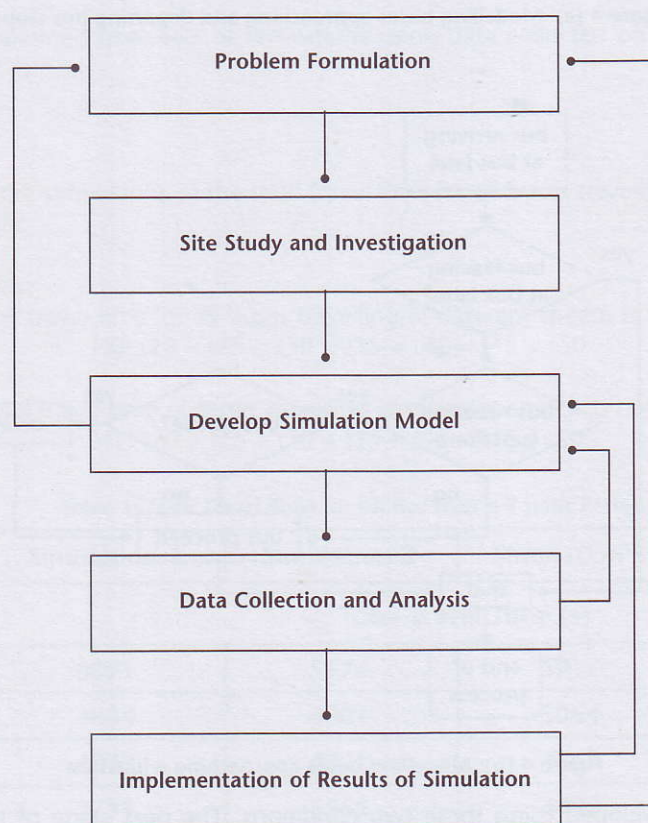 Problem Formulation
Site Study and Investigation
Develop Simulation Model
Data Collection and Analysis
Implementation of Results of Simulation